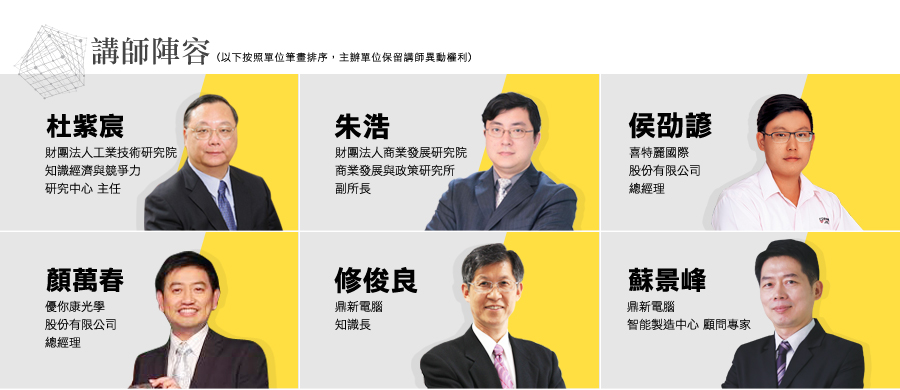 講師陣容 (以下按照單位筆畫排序，主辦單位保留講師異動權利)
杜紫宸
財團法人工業技術研究院
知識經濟與競爭力
研究中心 主任
朱浩
財團法人商業發展研究院
商業發展與政策研究所
副所長
侯劭諺
喜特麗國際
股份有限公司
總經理
顏萬春
優你康光學
股份有限公司
總經理
修俊良
鼎新電腦
知識長
蘇景峰
鼎新電腦
智能製造中心 顧問專家